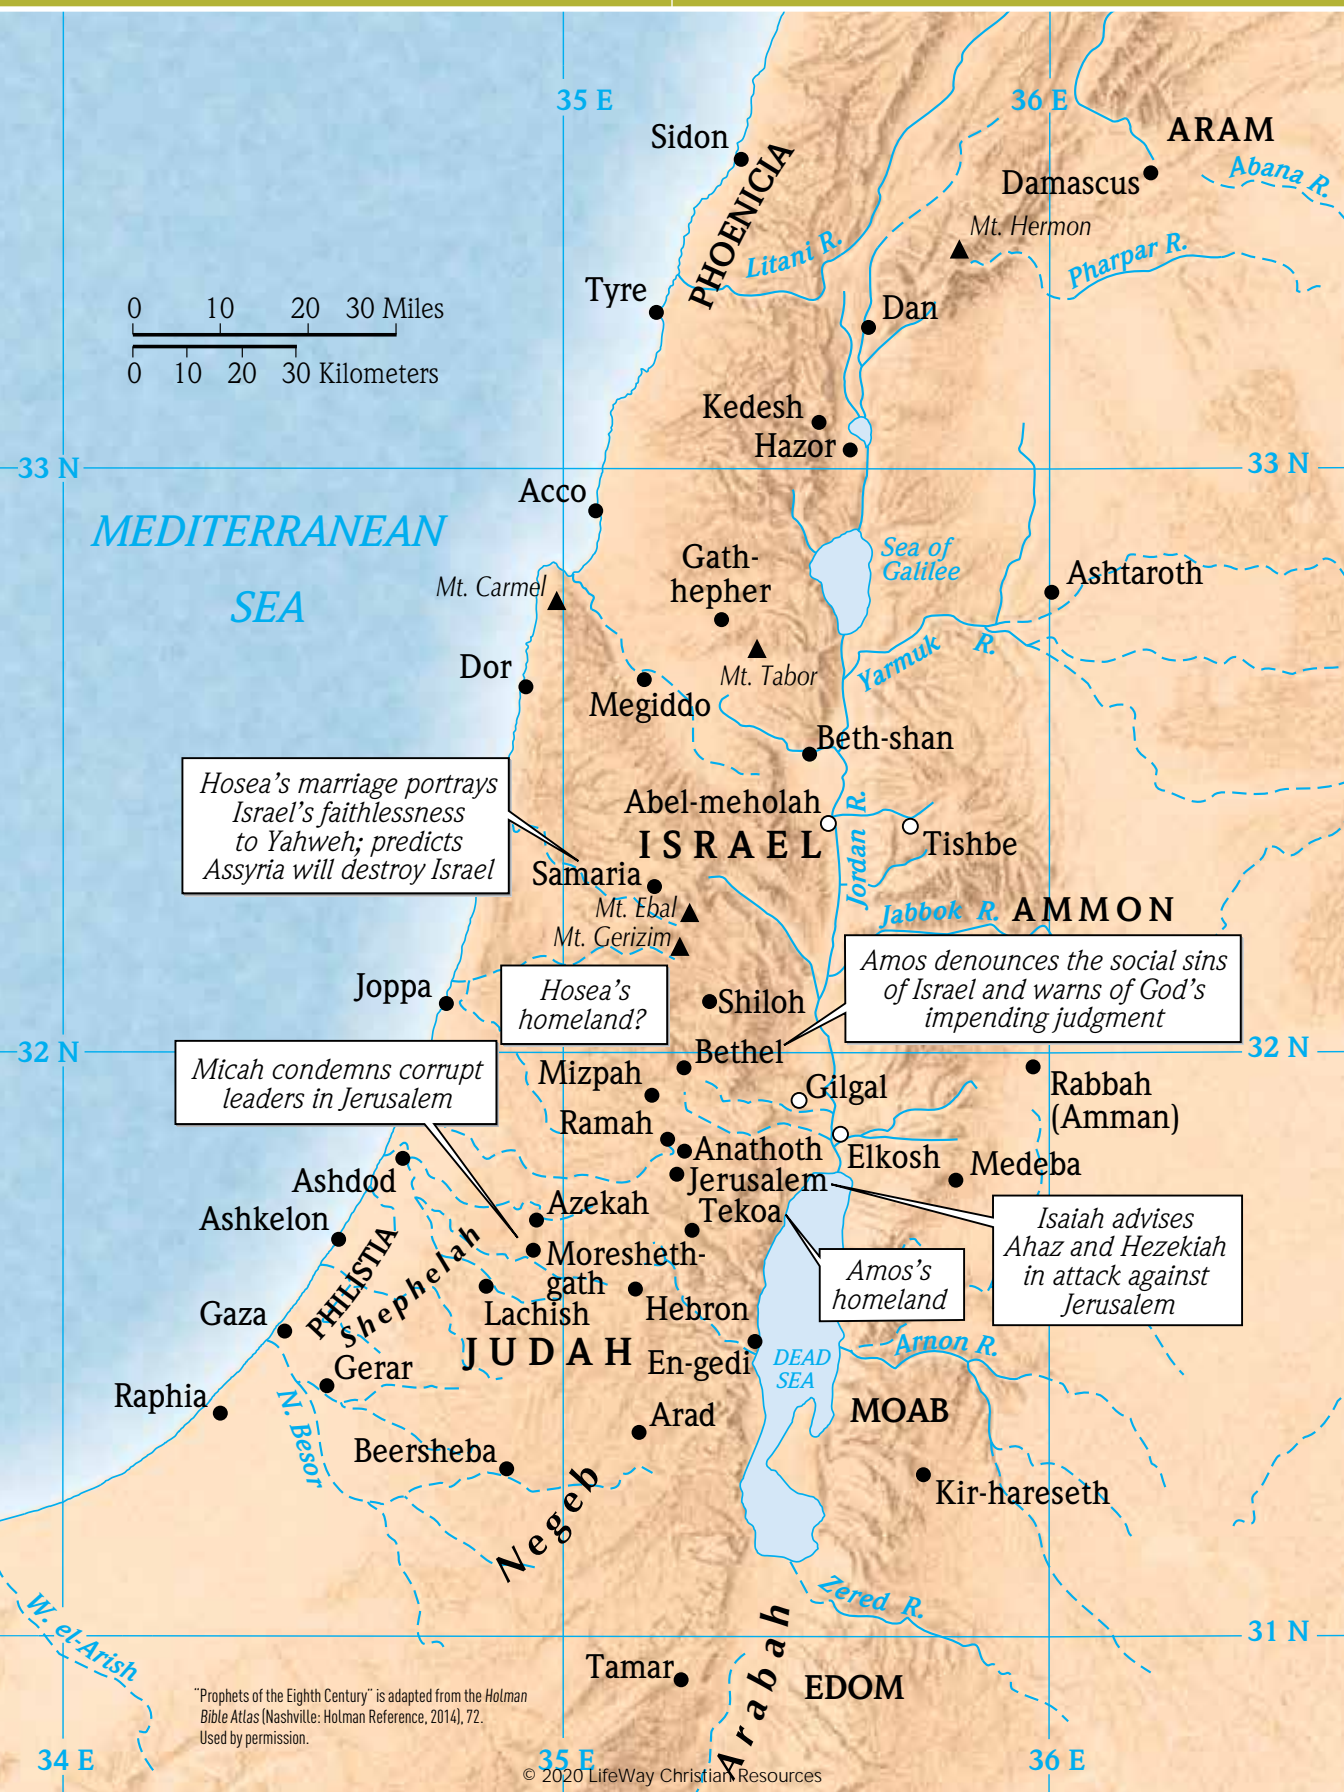 35 E
36 E
ARAM
Sidon
PHOENICIA
Damascus
Abana R.
Mt. Hermon
Litani R.
Pharpar R.
Tyre
Dan
0 10 20 30 Miles
0 10 20 30 Kilometers
Kedesh
Hazor
33 N
33 N
Acco
MEDITERRANEAN
SEA
Gath-
hepher
Sea of
Galilee
Ashtaroth
Mt. Carmel
Yarmuk R.
Dor
Mt. Tabor
Megiddo
Beth-shan
Hosea's marriage portrays
Israel's faithlessness
to Yahweh; predicts
Assyria will destroy Israel
Abel-meholah
ISRAEL
Jordan R.
Tishbe
Samaria
Mt. Ebal
Mt. Gerizim
Jabbok R.
AMMON
Amos denounces the social sins
of Israel and warns of God's
impending judgment
Joppa
Hosea's
homeland?
Shiloh
32 N
32 N
Bethel
Micah condemns corrupt
leaders in Jerusalem
Mizpah
Gilgal
Rabbah
(Amman)
Ramah
Anathoth
Elkosh
Medeba
Ashdod
Jerusalem
Azekah
Tekoa
Ashkelon
Isaiah advises
Ahaz and Hezekiah
in attack against
Jerusalem
PHILISTIA
Shephelah
Moresheth-
gath
Amos's
homeland
Gaza
Lachish
Hebron
JUDAH
Arnon R.
En-gedi
DEAD
SEA
Gerar
Raphia
N. Besor
MOAB
Arad
Beersheba
Negeb
Kir-hareseth
Zered R.
W. el-Arish
31 N
Tamar
Arabah
EDOM
"Prophets of the Eighth Century" is adapted from the Holman
Bible Atlas (Nashville: Holman Reference, 2014), 72.
Used by permission.
34 E
35 E
36 E
© 2020 LifeWay Christian Resources